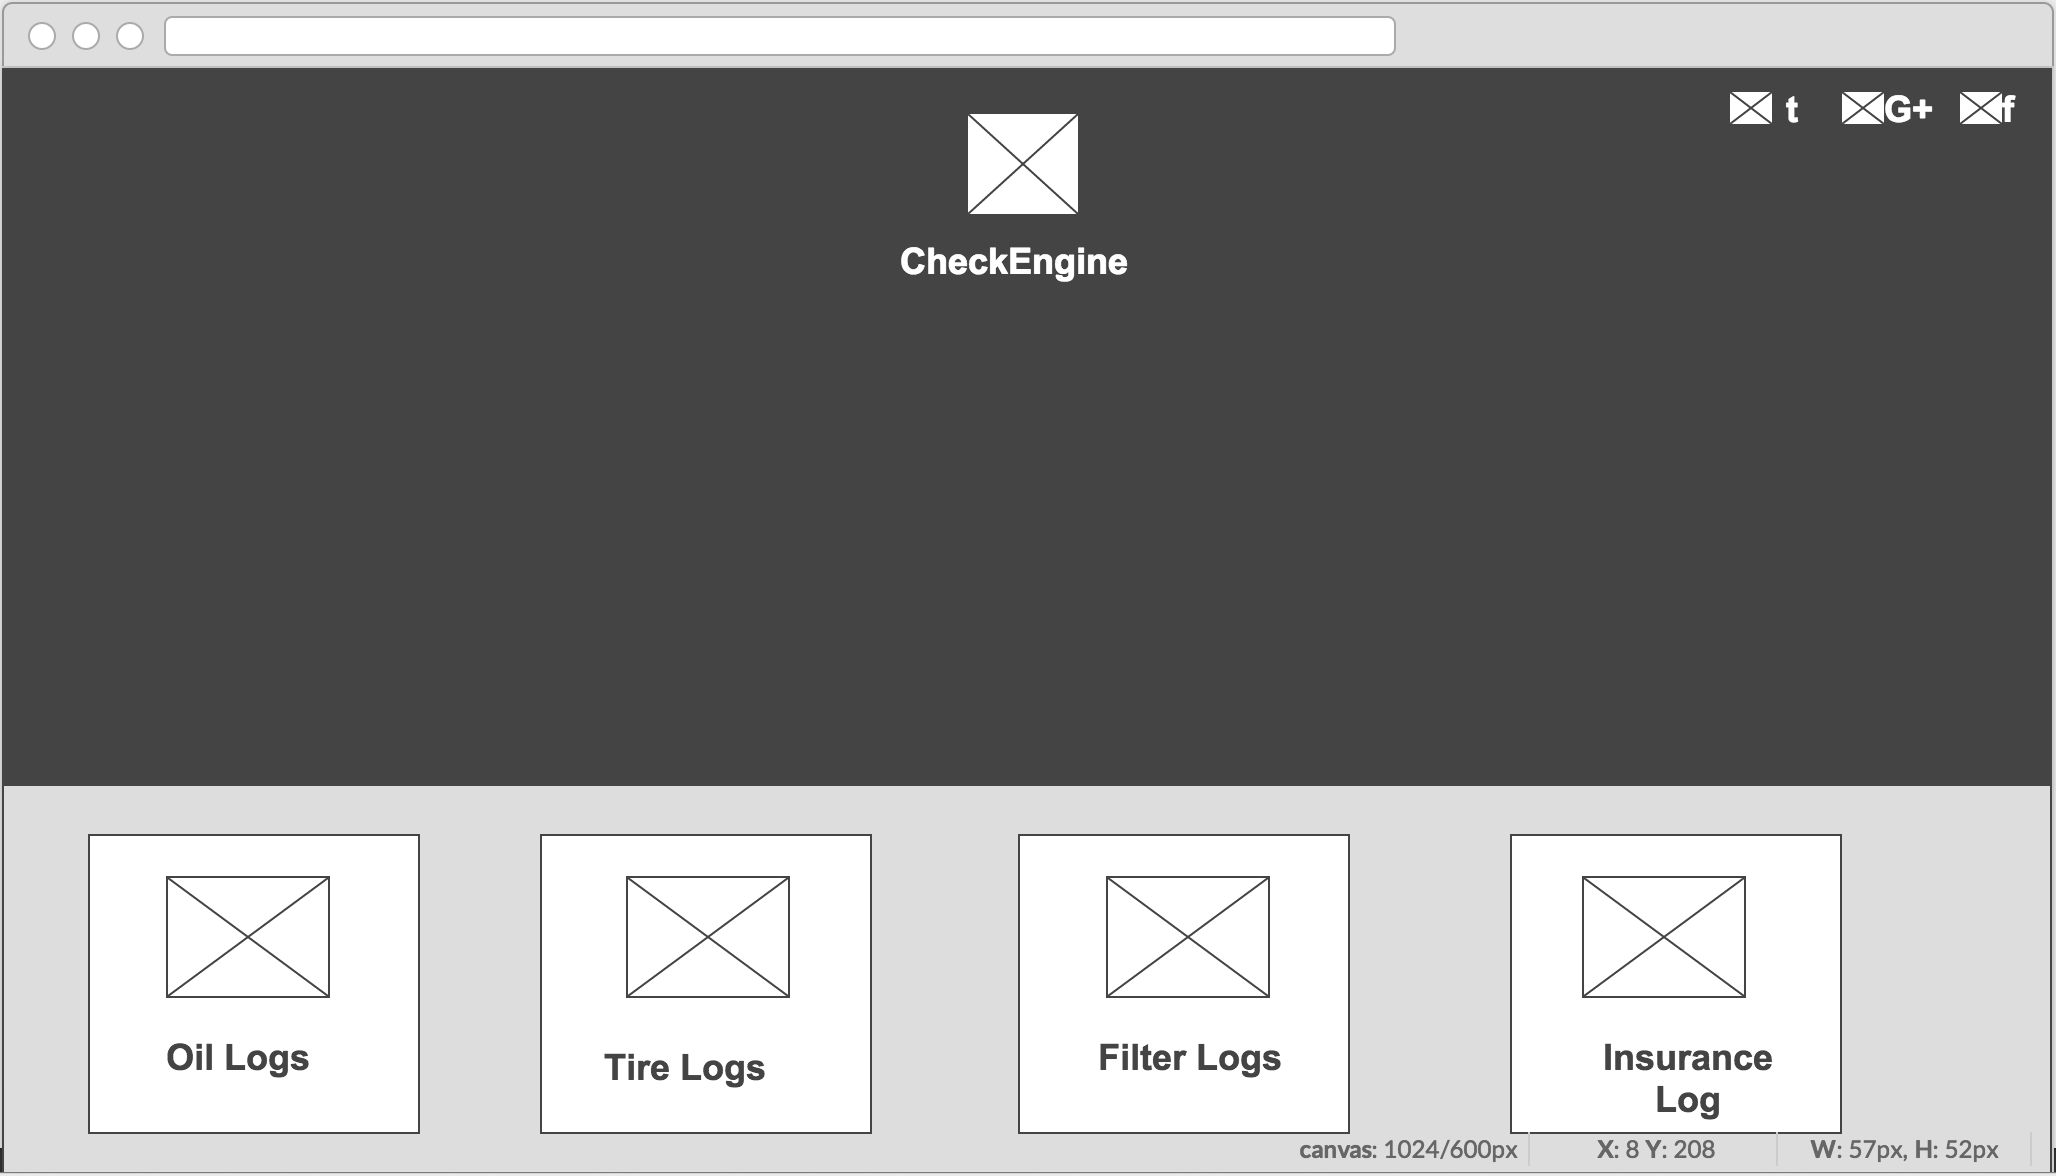 t G+ f
CheckEngine
Oil Logs
Tire Logs
Filter Logs
Insurance
Log
canvas: 1024/600px X: 8 Y: 208 W: 57px, H: 52px